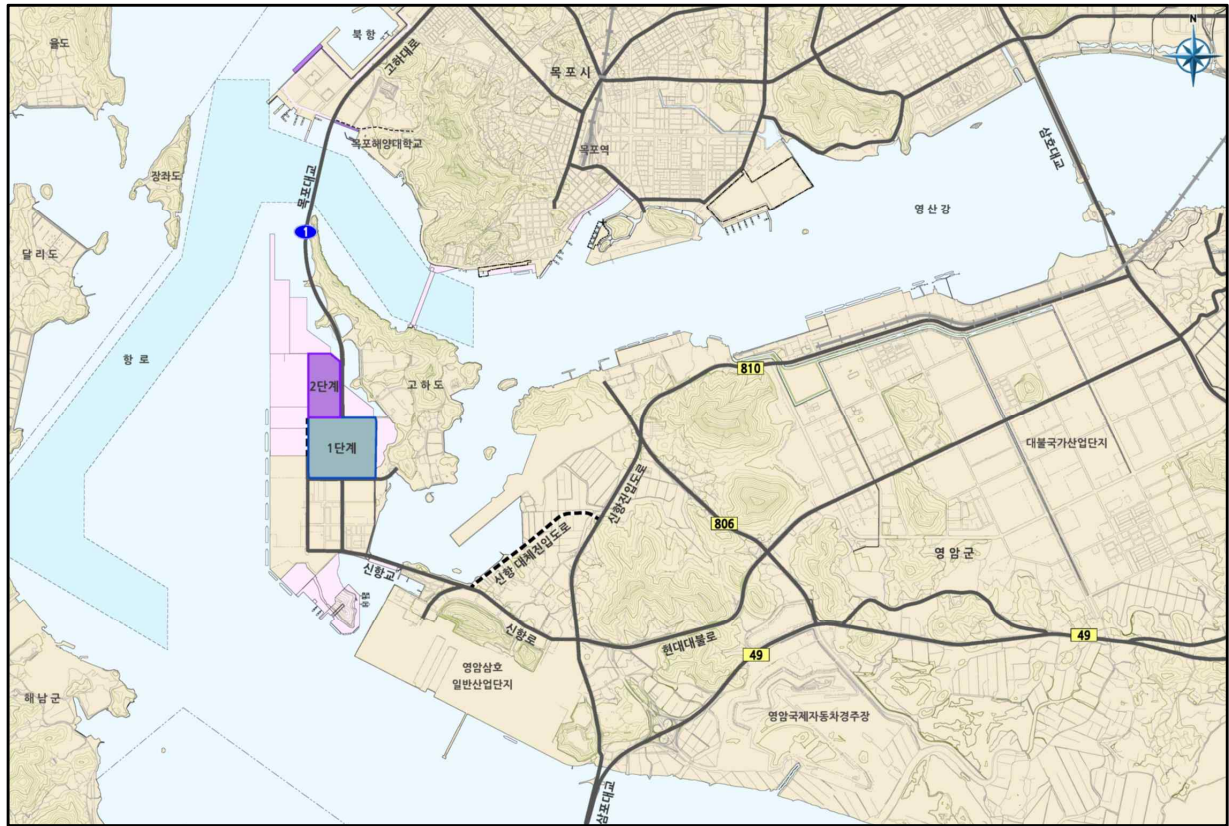 N
율도
북항
고하대로
목포시
목포해양대학교
목포역
삼호대교
장좌도
목포대교
영산강
1
달리도
항로
2단계
고하도
810
1단계
대불국가산업단지
신항진입도로
806
신항 대체진입도로
영암군
신항교
신항로
현대대불로
49
49
영암삼호
일반산업단지
해남군
영암국제자동차경주장
삼포대교